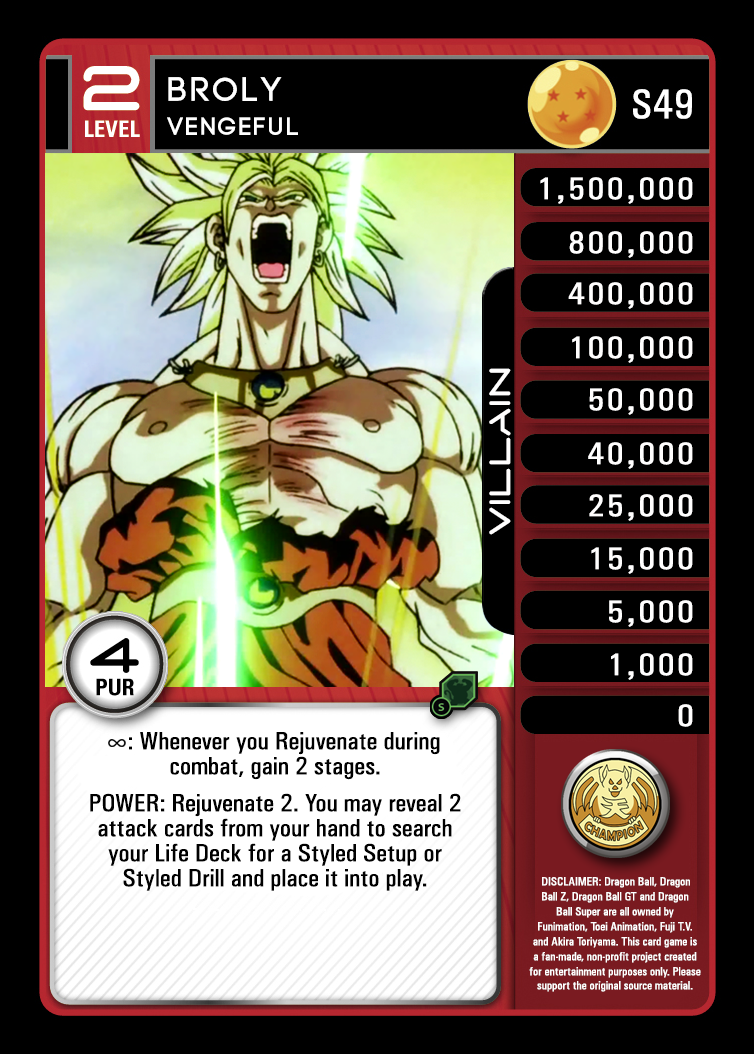 2
LEVEL
BROLY
VENGEFUL
S49
1,500,000
800,000
400,000
100,000
50,000
40,000
25,000
15,000
5,000
1,000
0
VILLAIN
4
PUR
S
∞: Whenever you Rejuvenate during
combat, gain 2 stages.
POWER: Rejuvenate 2. You may reveal 2
attack cards from your hand to search
your Life Deck for a Styled Setup or
Styled Drill and place it into play.
CHAMPION
DISCLAIMER: Dragon Ball, Dragon
Ball Z, Dragon Ball GT and Dragon
Ball Super are all owned by
Funimation, Toei Animation, Fuji T.V.
and Akira Toriyama. This card game is
a fan-made, non-profit project created
for entertainment purposes only. Please
support the original source material.